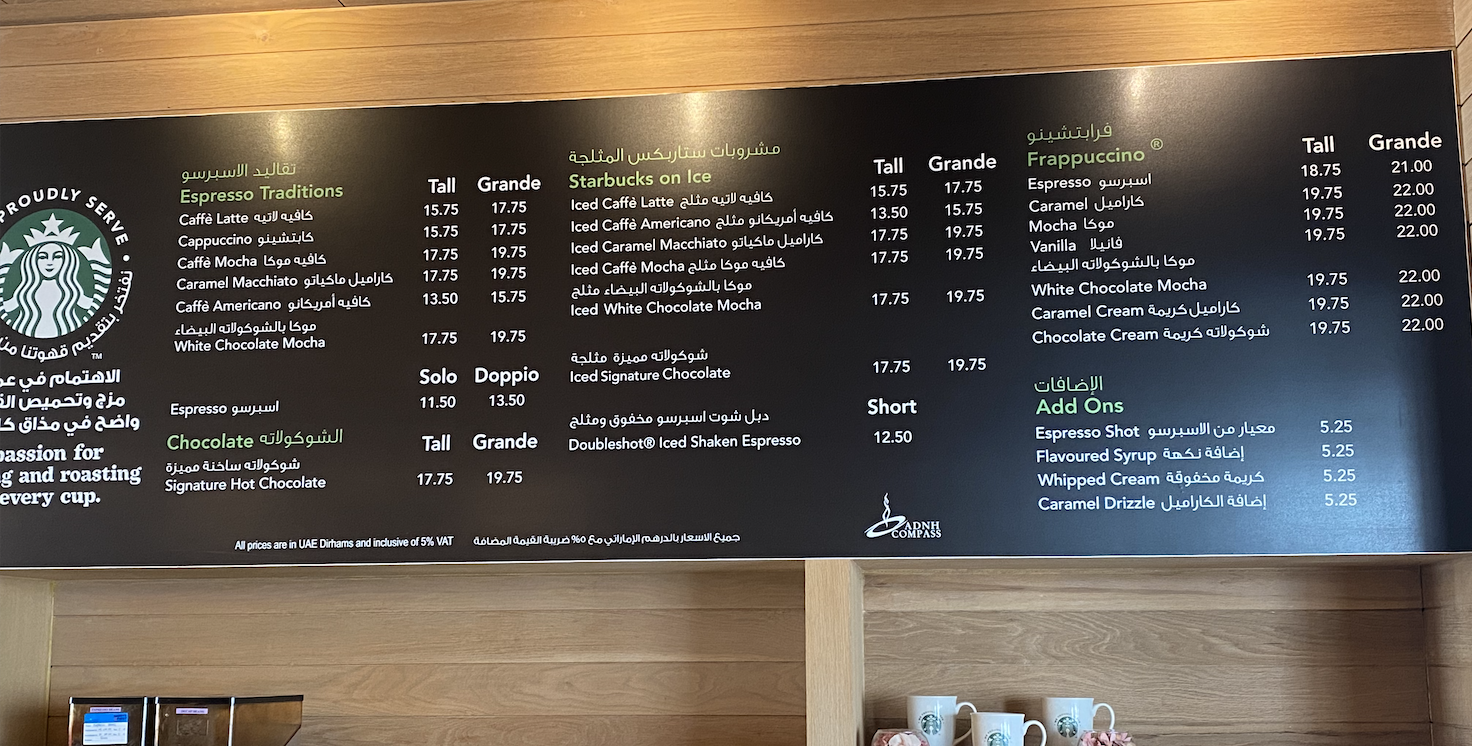 PROUDLY SERVE
نفتخر بتقديم قهوتنا من
TM
الاهتمام في
مزج وتحميص
واضح في مذاق
passion for
and roasting
every cup.
تقاليد الاسبرسو
Espresso Traditions Tall Grande
Caffè Latte كافيه لاتيه 15.75 17.75
Cappuccino كابتشينو 15.75 17.75
Caffè Mocha كافيه موكا 17.75 19.75
Caramel Macchiato كاراميل ماكياتو 17.75 19.75
Caffè Americano كافيه أمريكانو 13.50 15.75
موكا بالشوكولاته البيضاء
White Chocolate Mocha 17.75 19.75
Solo Doppio
Espresso اسبرسو 11.50 13.50
Chocolate الشوكولاته Tall Grande
شوكولاته ساخنة مميزة
Signature Hot Chocolate 17.75 19.75
مشروبات ستاربكس المثلجة
Starbucks on Ice Tall Grande
Iced Caffè Latte كافيه لاتيه مثلج 15.75 17.75
Iced Caffè Americano كافيه أمريكانو مثلج 13.50 15.75
Iced Caramel Macchiato كاراميل ماكياتو 17.75 19.75
Iced Caffè Mocha كافيه موكا مثلج 17.75 19.75
موكا بالشوكولاته البيضاء مثلج
Iced White Chocolate Mocha 17.75 19.75
شوكولاته مميزة مثلجة
Iced Signature Chocolate 17.75 19.75
Short
دبل شوت اسبرسو مخفوق ومثلج
Doubleshot® Iced Shaken Espresso 12.50
فرابتشينو
Frappuccino ® Tall Grande
Espresso اسبرسو 18.75 21.00
Caramel كاراميل 19.75 22.00
Mocha موكا 19.75 22.00
Vanilla فانيلا 19.75 22.00
موكا بالشوكولاته البيضاء
White Chocolate Mocha 19.75 22.00
Caramel Cream كاراميل كريمة 19.75 22.00
Chocolate Cream شوكولاته كريمة 19.75 22.00
الإضافات
Add Ons
Espresso Shot معيار من الاسبرسو 5.25
Flavoured Syrup إضافة نكهة 5.25
Whipped Cream كريمة مخفوقة 5.25
Caramel Drizzle إضافة الكاراميل 5.25
ADNH
COMPASS
All prices are in UAE Dirhams and inclusive of 5% VAT جميع الاسعار بالدرهم الإماراتي مع ٥% ضريبة القيمة المضافة